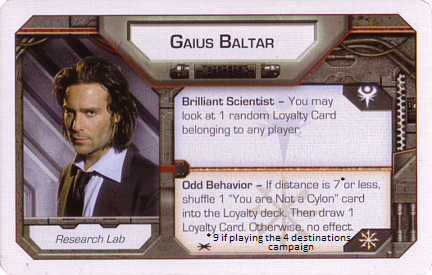 GAIUS BALTAR
Brilliant Scientist – You may
look at 1 random Loyalty Card
belonging to any player.
Odd Behavior – If distance is 7*or less,
shuffle 1 “You are Not a Cylon” card
into the Loyalty deck. Then draw 1
Loyalty Card. Otherwise, no effect.
* 9 if playing the 4 destinations
campaign
Research Lab